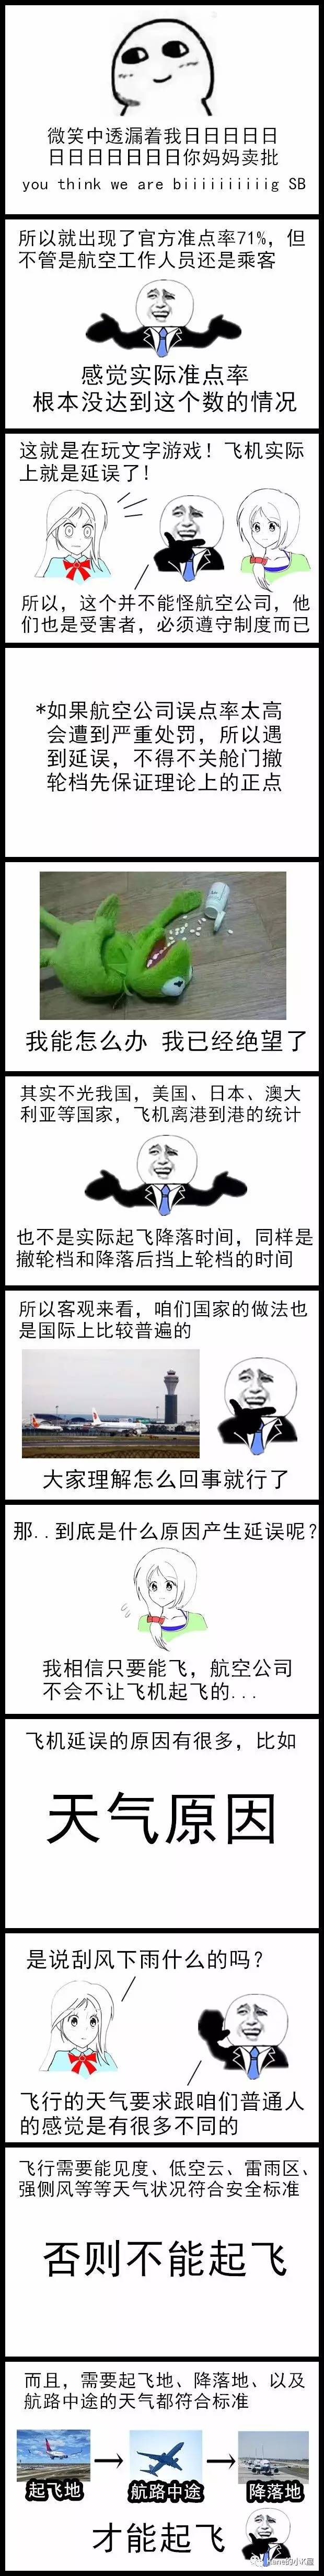 微笑中透漏着我日日日日日
日日日日日日日你妈妈卖批
you think we are biiiiiiiiiig SB
所以就出现了官方准点率71%，但
不管是航空工作人员还是乘客
感觉实际准点率
根本没达到这个数的情况
这就是在玩文字游戏！飞机实际
上就是延误了！
所以，这个并不能怪航空公司，他
们也是受害者，必须遵守制度而已
*如果航空公司误点率太高
会遭到严重处罚，所以遇
到延误，不得不关舱门撤
轮档先保证理论上的正点
我能怎么办 我已经绝望了
其实不光我国，美国、日本、澳大
利亚等国家，飞机离港到港的统计
也不是实际起飞降落时间，同样是
撤轮档和降落后挡上轮档的时间
所以客观来看，咱们国家的做法也
是国际上比较普遍的
大家理解怎么回事就行了
那..到底是什么原因产生延误呢？
我相信只要能飞，航空公司
不会不让飞机起飞的...
飞机延误的原因有很多，比如
天气原因
是说刮风下雨什么的吗？
飞行的天气要求跟咱们普通人
的感觉是有很多不同的
飞行需要能见度、低空云、雷雨区、
强侧风等等天气状况符合安全标准
否则不能起飞
而且，需要起飞地、降落地、以及
航路中途的天气都符合标准
起飞地
航路中途
降落地
才能起飞